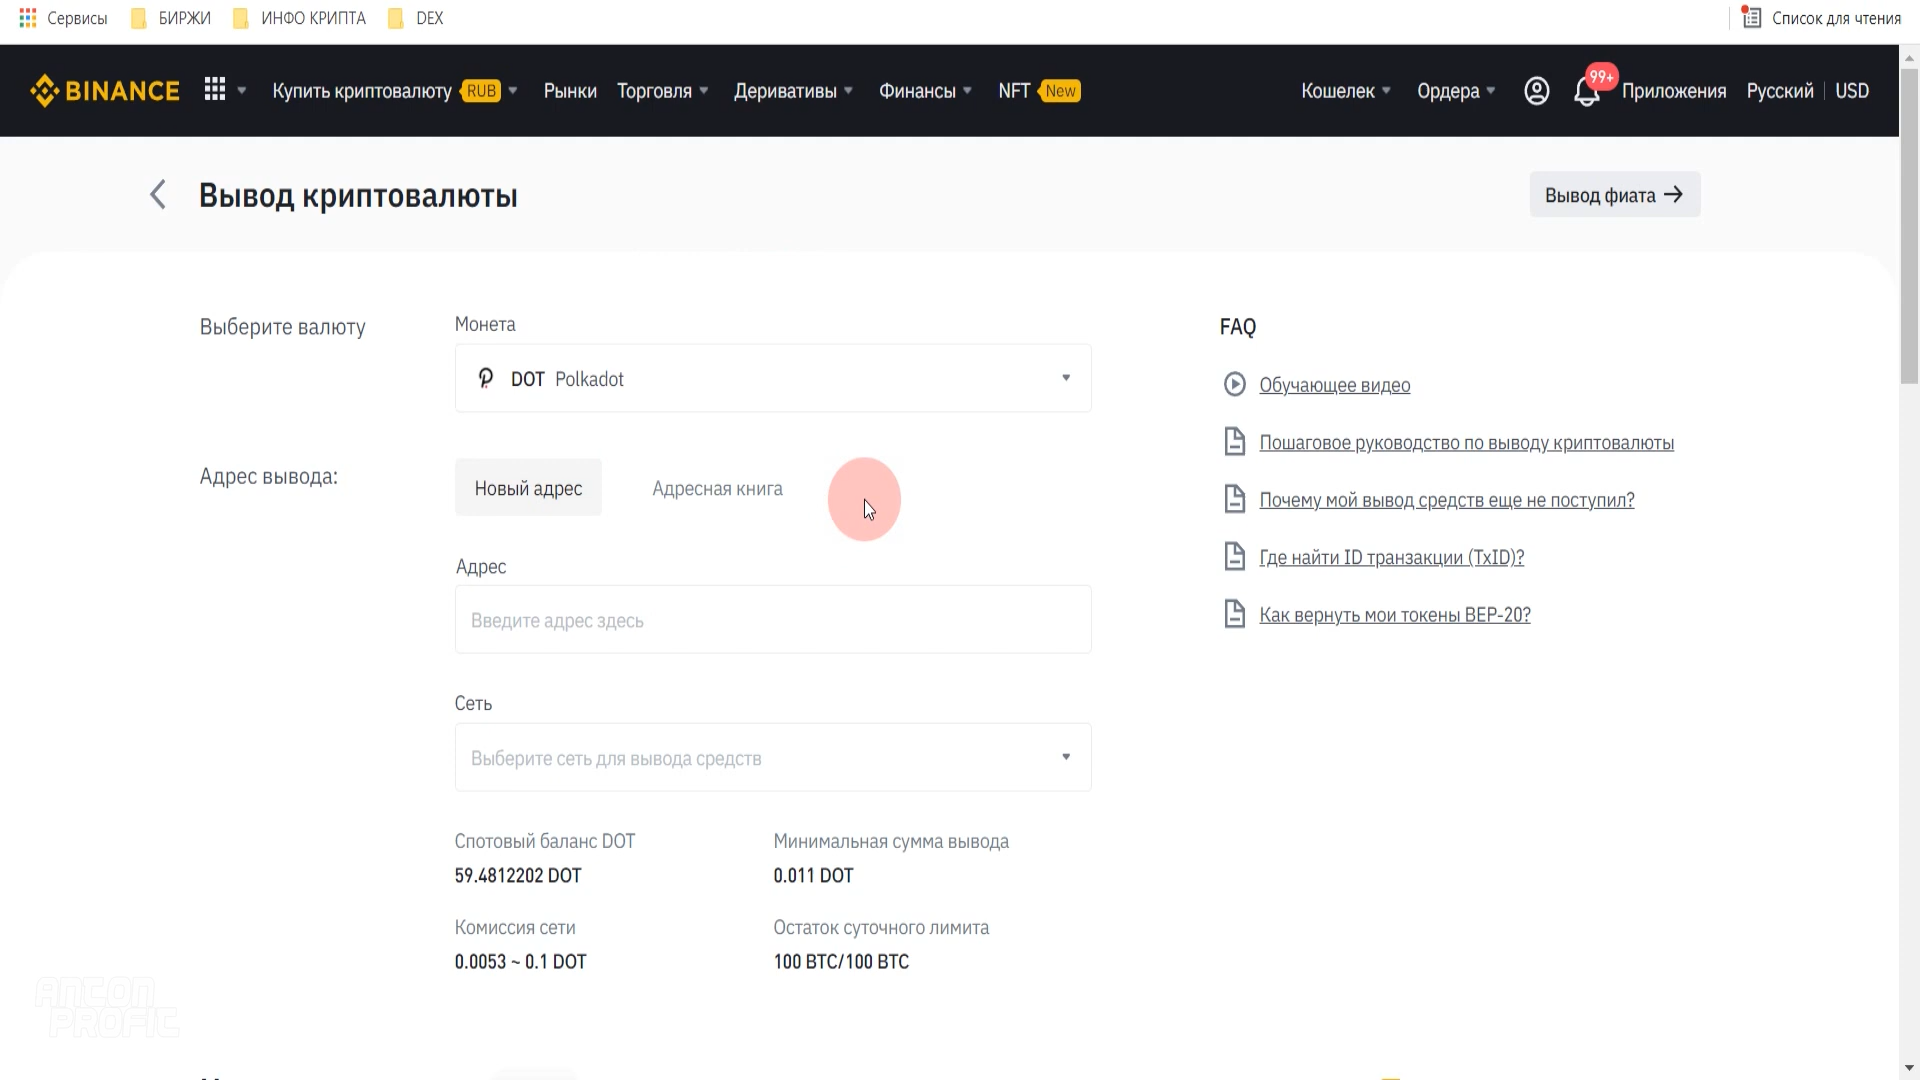 Сервисы БИРЖИ ИНФО КРИПТА DEX Список для чтения
BINANCE Купить криптовалюту RUB Рынки Торговля Деривативы Финансы NFT New Кошелек Ордера 99+ Приложения Русский USD
Вывод криптовалюты Вывод фиата →
Выберите валюту
Монета
DOT Polkadot
Адрес вывода:
Новый адрес Адресная книга
Адрес
Введите адрес здесь
Сеть
Выберите сеть для вывода средств
Спотовый баланс DOT
59.4812202 DOT
Минимальная сумма вывода
0.011 DOT
Комиссия сети
0.0053 ~ 0.1 DOT
Остаток суточного лимита
100 BTC/100 BTC
FAQ
Обучающее видео
Пошаговое руководство по выводу криптовалюты
Почему мой вывод средств еще не поступил?
Где найти ID транзакции (TxID)?
Как вернуть мои токены BEP-20?
ANTON
PROFIT